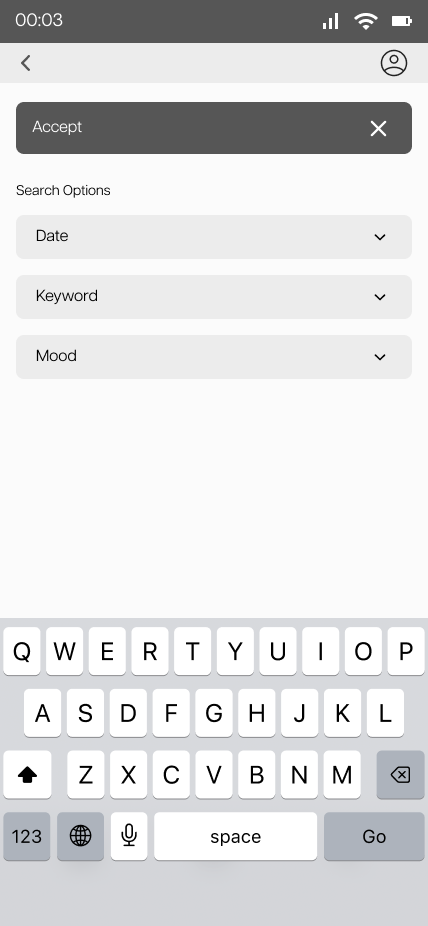 00:03
Accept
Search Options
Date
Keyword
Mood
Q W E R T Y U I O P
A S D F G H J K L
Z X C V B N M
123 space Go